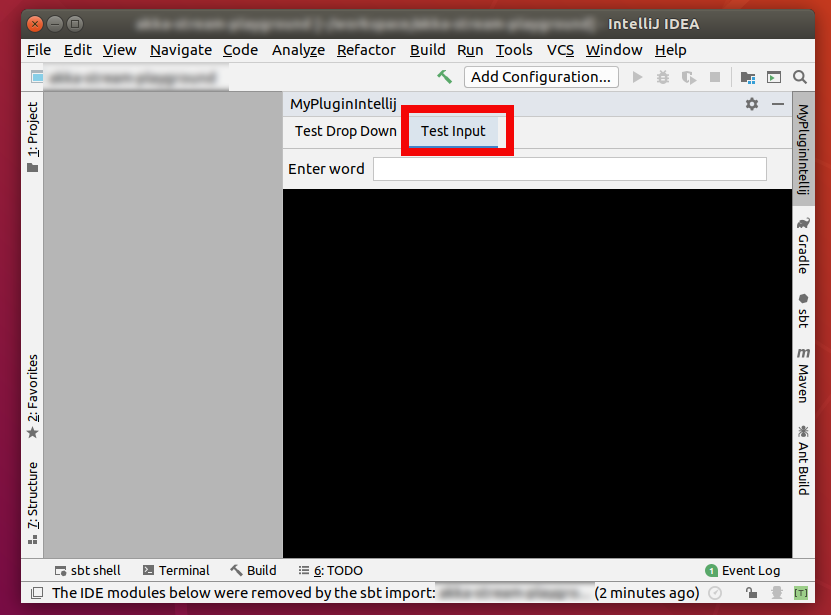 IntelliJ IDEA
File Edit View Navigate Code Analyze Refactor Build Run Tools VCS Window Help
Add Configuration...
1: Project
2: Favorites
7: Structure
MyPluginIntellij
Test Drop Down Test Input
Enter word
MyPluginIntellij
Gradle
sbt
m
Maven
Ant Build
sbt shell Terminal Build 6: TODO 1 Event Log
The IDE modules below were removed by the sbt import: (2 minutes ago) [T]